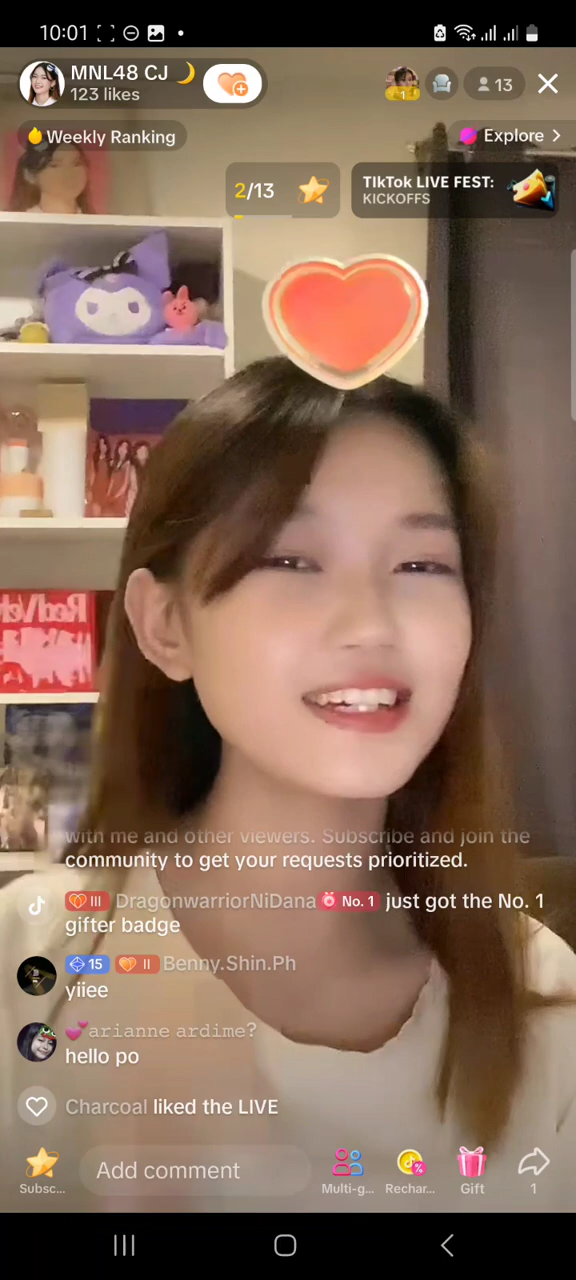 10:01
MNL48 CJ 🌙
123 likes
1
13
Weekly Ranking
Explore >
2/13
TikTok LIVE FEST:
KICKOFFS
RedVelv
with me and other viewers. Subscribe and join the
community to get your requests prioritized.
III DragonwarriorNiDana No. 1 just got the No. 1
gifter badge
15 II Benny.Shin.Ph
yiiee
💕arianne ardime?
hello po
Charcoal liked the LIVE
Add comment
Subsc...
Multi-g...
Rechar...
Gift
1